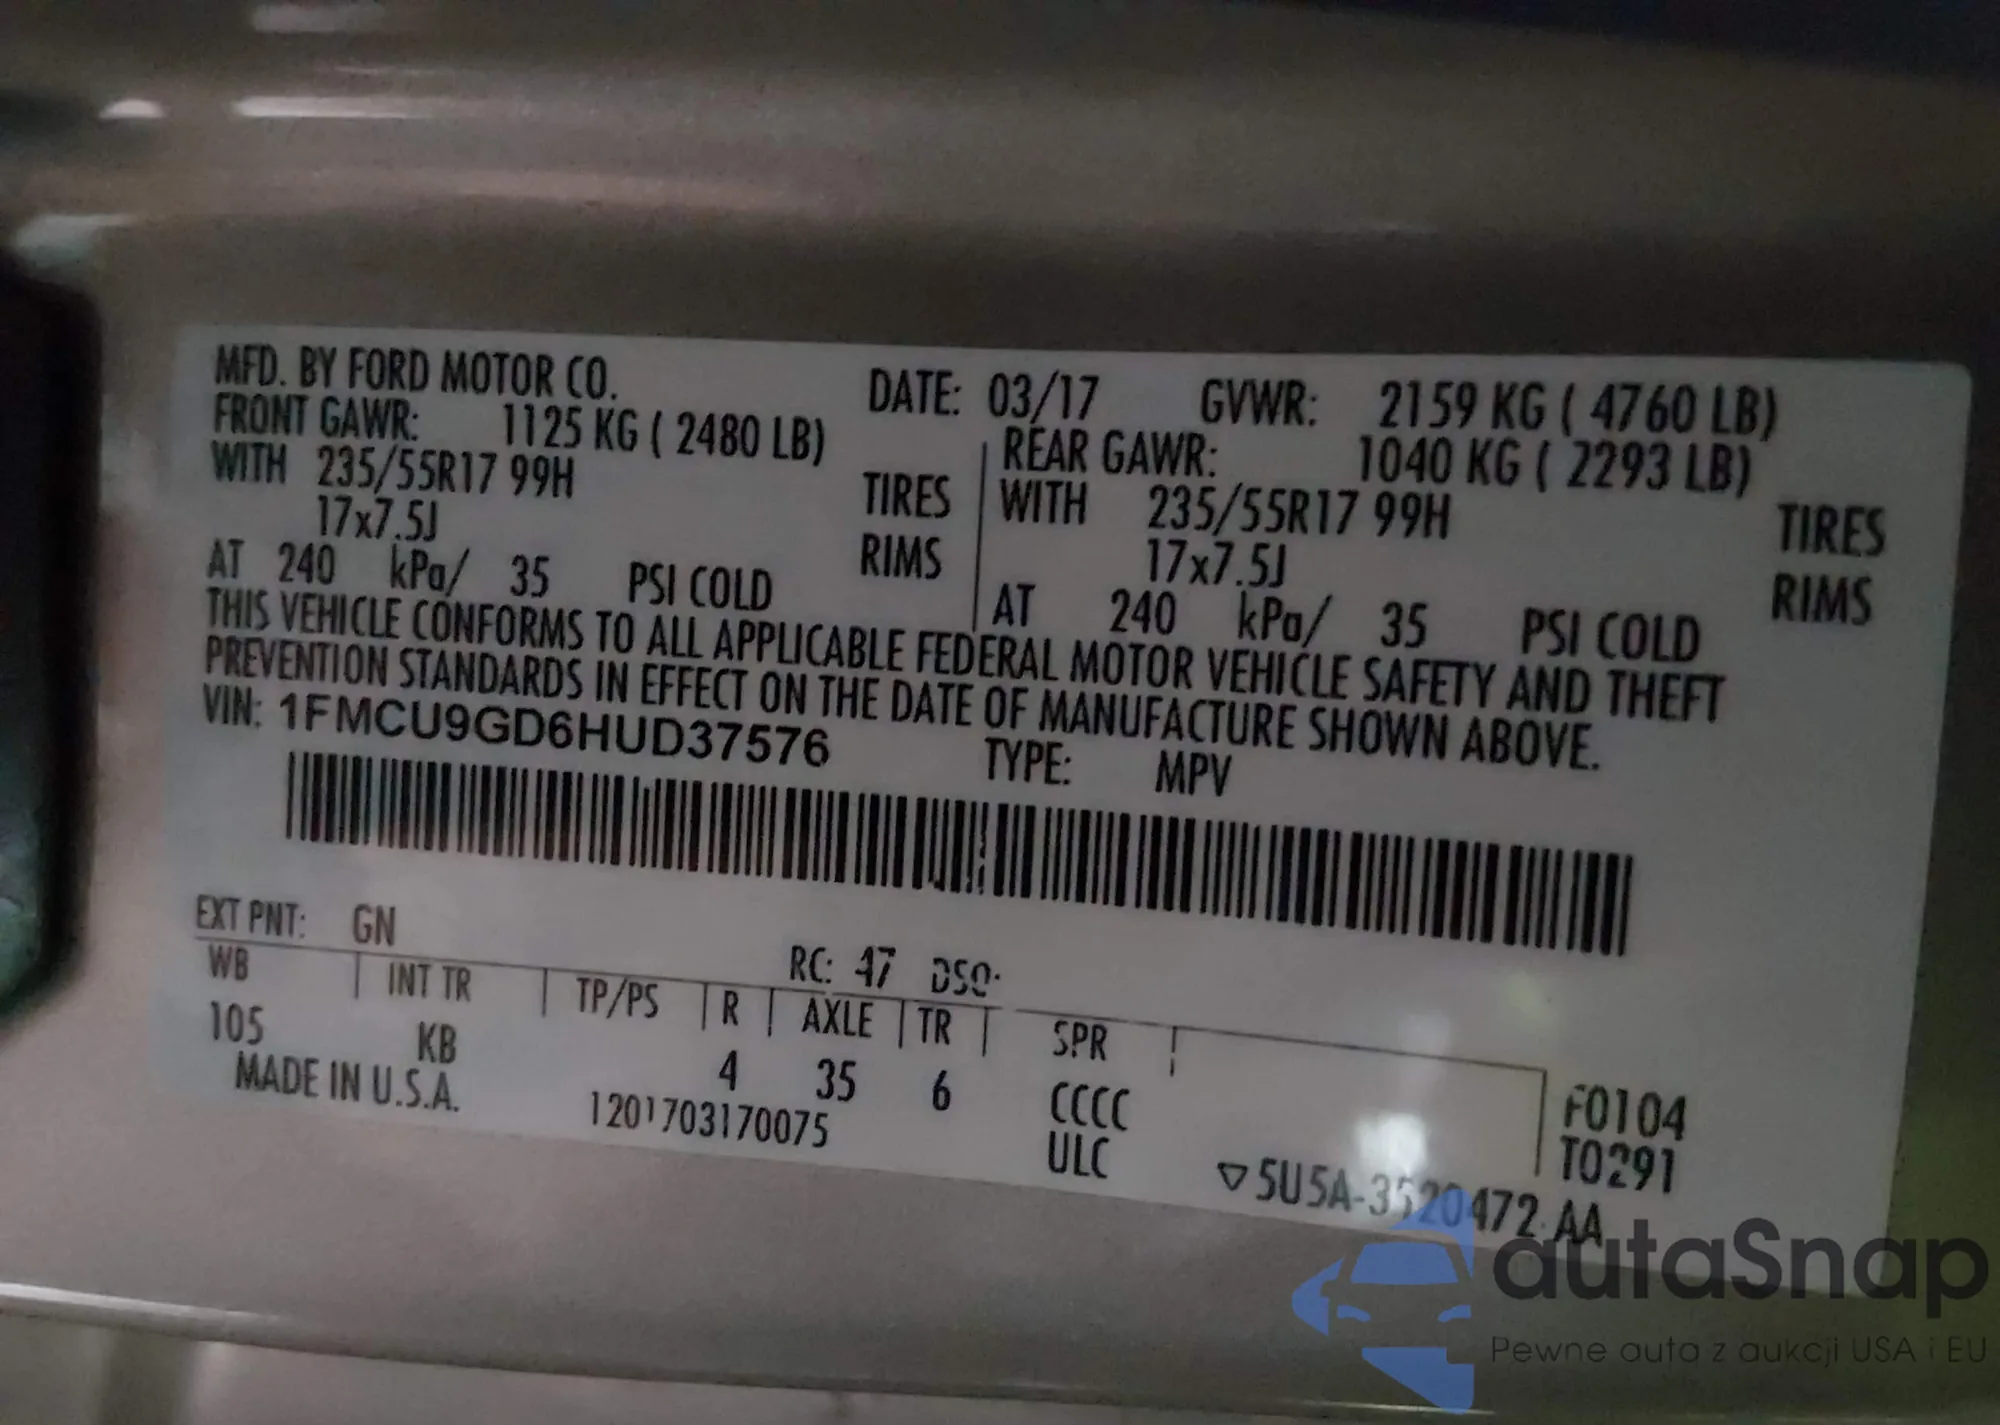 MFD. BY FORD MOTOR CO. DATE: 03/17 GVWR: 2159 KG ( 4760 LB)
FRONT GAWR: 1125 KG ( 2480 LB) REAR GAWR: 1040 KG ( 2293 LB)
WITH 235/55R17 99H TIRES WITH 235/55R17 99H TIRES
17x7.5J RIMS 17x7.5J RIMS
AT 240 kPa/ 35 PSI COLD AT 240 kPa/ 35 PSI COLD
THIS VEHICLE CONFORMS TO ALL APPLICABLE FEDERAL MOTOR VEHICLE SAFETY AND THEFT
PREVENTION STANDARDS IN EFFECT ON THE DATE OF MANUFACTURE SHOWN ABOVE.
VIN: 1FMCU9GD6HUD37576 TYPE: MPV
EXT PNT: GN RC: 47 DSO:
WB INT TR TP/PS R AXLE TR SPR
105 KB 4 35 6 CCCC F0104
MADE IN U.S.A. 1201703170075 ULC T0291
▽5U5A-3520472-AA
autaSnap
Pewne auta z aukcji USA i EU